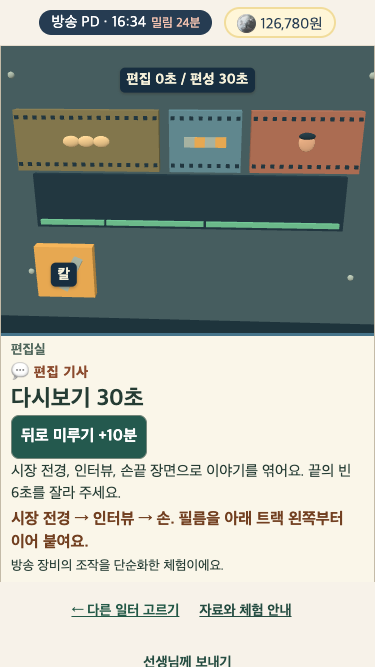 방송 PD · 16:34 밀림 24분
126,780원
편집 0초 / 편성 30초
칼
편집실
편집 기사
다시보기 30초
뒤로 미루기 +10분
시장 전경, 인터뷰, 손끝 장면으로 이야기를 엮어요. 끝의 빈
6초를 잘라 주세요.
시장 전경 → 인터뷰 → 손. 필름을 아래 트랙 왼쪽부터
이어 붙여요.
방송 장비의 조작을 단순화한 체험이에요.
← 다른 일터 고르기 자료와 체험 안내
선생님께 보내기